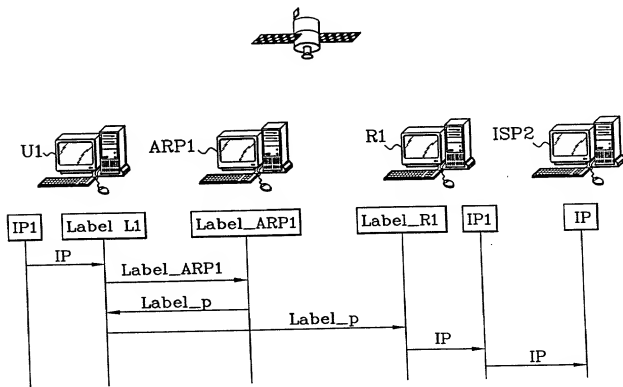 U1
ARP1
R1
ISP2
IP1
Label L1
Label_ARP1
Label_R1
IP1
IP
IP
Label_ARP1
Label_p
Label_p
IP
IP